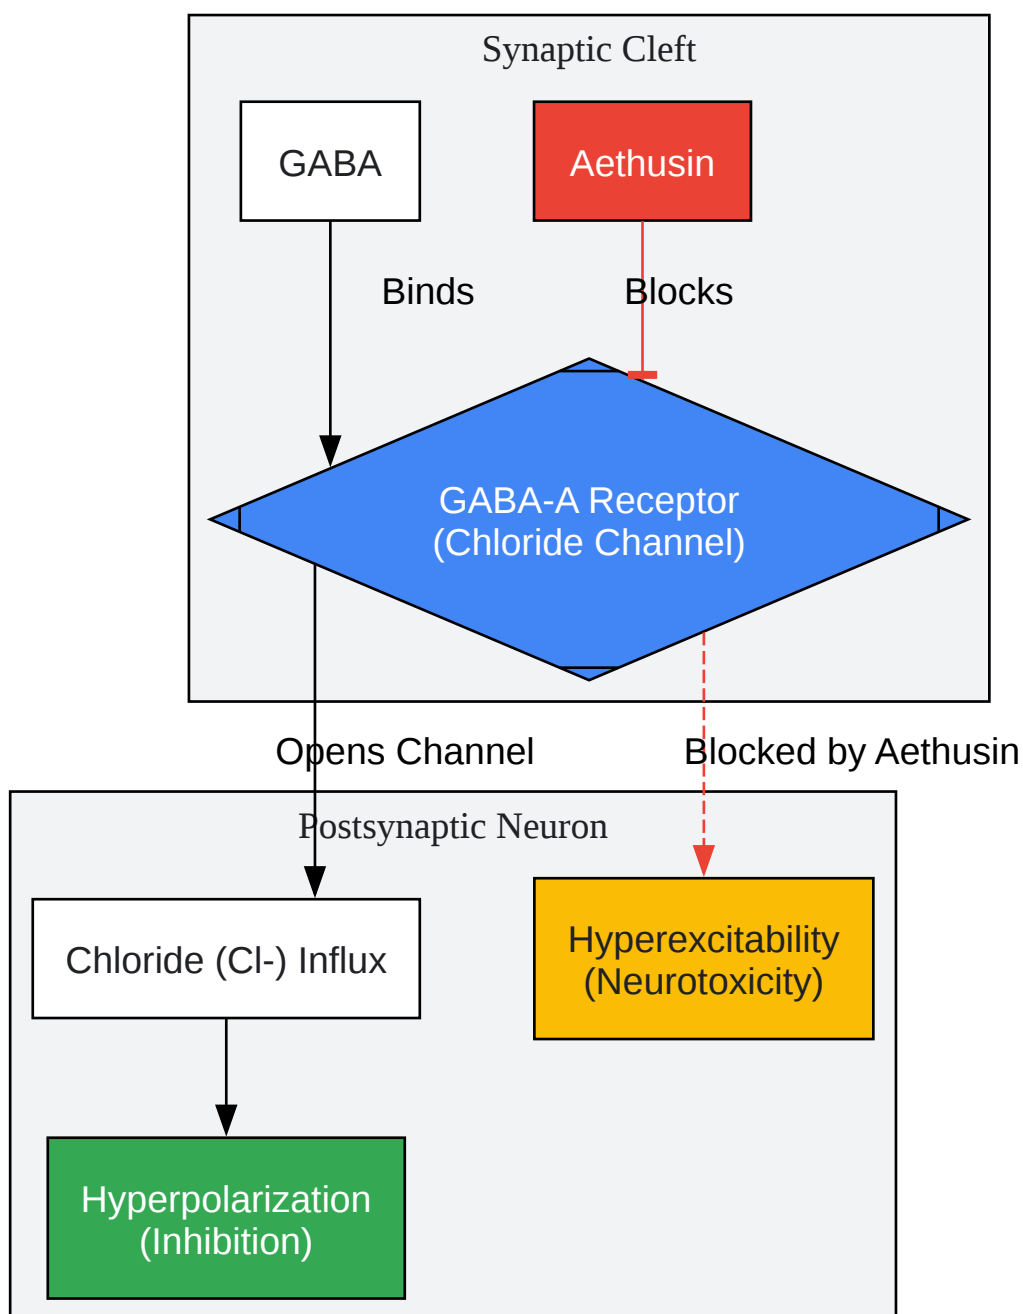 Synaptic Cleft
GABA
Aethusin
Binds
Blocks
GABA-A Receptor
(Chloride Channel)
Opens Channel
Blocked by Aethusin
Postsynaptic Neuron
Chloride (Cl-) Influx
Hyperexcitability
(Neurotoxicity)
Hyperpolarization
(Inhibition)